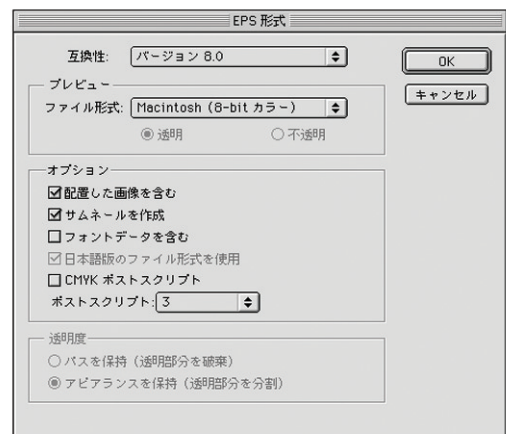 EPS 形式
互換性: バージョン 8.0
OK
キャンセル
プレビュー
ファイル形式: Macintosh (8-bit カラー)
透明 不透明
オプション
配置した画像を含む
サムネールを作成
フォントデータを含む
日本語版のファイル形式を使用
CMYK ポストスクリプト
ポストスクリプト: 3
透明度
パスを保持 (透明部分を破棄)
アピアランスを保持 (透明部分を分割)